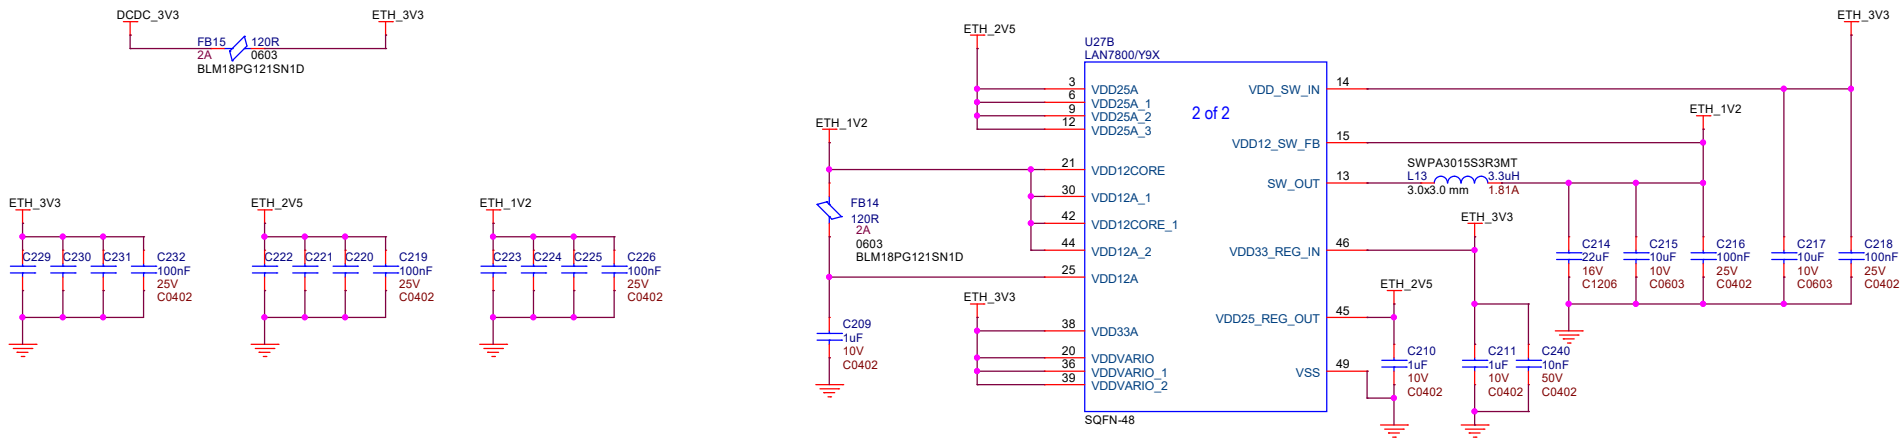 DCDC_3V3
ETH_3V3
FB15 120R
2A 0603
BLM18PG121SN1D
ETH_3V3
C229 C230 C231 C232
100nF
25V
C0402
ETH_2V5
C222 C221 C220 C219
100nF
25V
C0402
ETH_1V2
C223 C224 C225 C226
100nF
25V
C0402
ETH_1V2
FB14
120R
2A
0603
BLM18PG121SN1D
C209
1uF
10V
C0402
ETH_2V5
ETH_3V3
U27B
LAN7800/Y9X
2 of 2
3 VDD25A
6 VDD25A_1
9 VDD25A_2
12 VDD25A_3
21 VDD12CORE
30 VDD12A_1
42 VDD12CORE_1
44 VDD12A_2
25 VDD12A
38 VDD33A
20 VDDVARIO
36 VDDVARIO_1
39 VDDVARIO_2
VDD_SW_IN 14
VDD12_SW_FB 15
SW_OUT 13
VDD33_REG_IN 46
VDD25_REG_OUT 45
VSS 49
SQFN-48
ETH_3V3
ETH_1V2
SWPA3015S3R3MT
L13 3.3uH
3.0x3.0 mm 1.81A
ETH_3V3
ETH_2V5
C214
22uF
16V
C1206
C215
10uF
10V
C0603
C216
100nF
25V
C0402
C217
10uF
10V
C0603
C218
100nF
25V
C0402
C210
1uF
10V
C0402
C211
1uF
10V
C0402
C240
10nF
50V
C0402